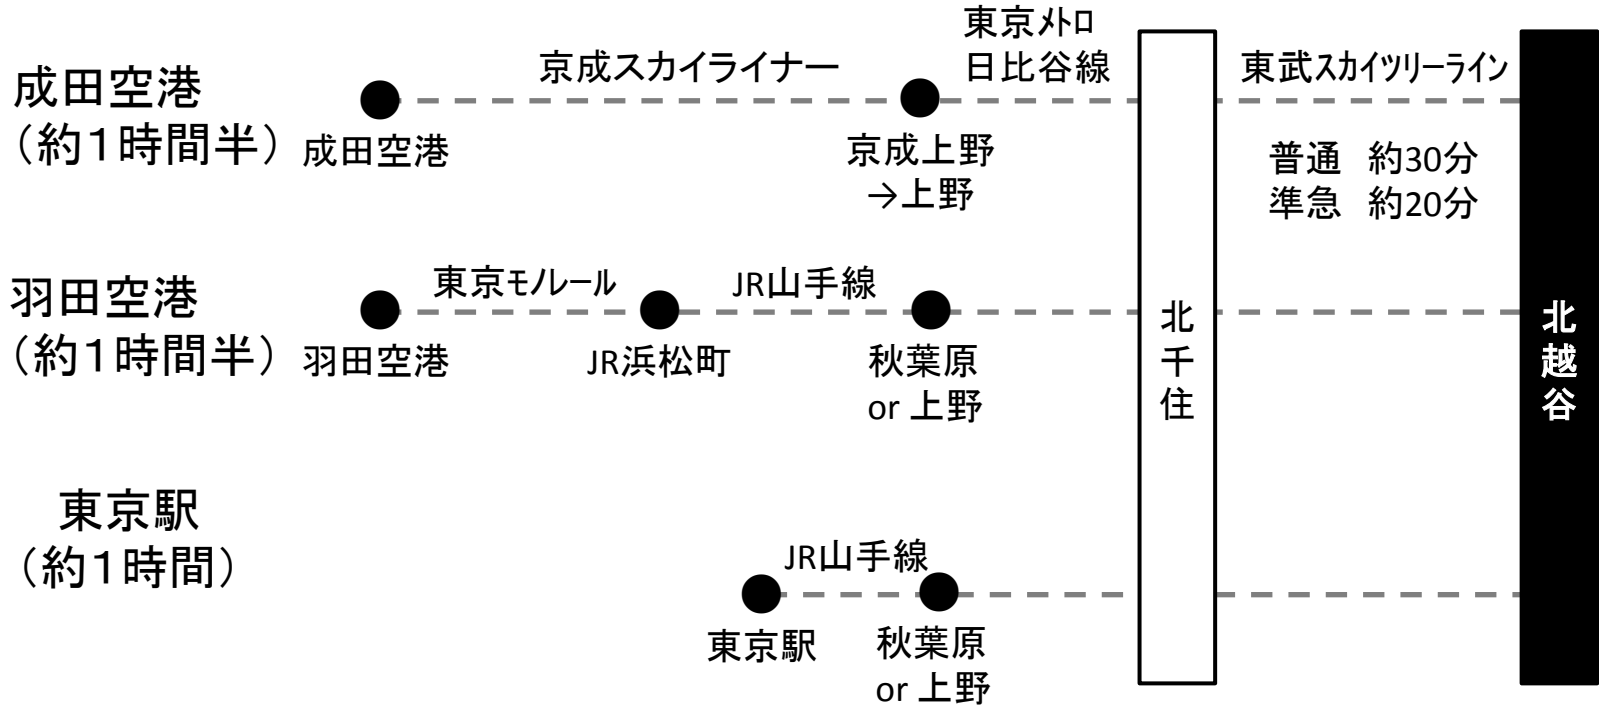 成田空港
（約１時間半）
成田空港
京成スカイライナー
京成上野
→上野
東京ﾒﾄﾛ
日比谷線
東武ｽｶｲﾂﾘｰﾗｲﾝ
普通　約30分
準急　約20分
羽田空港
（約１時間半）
羽田空港
東京ﾓﾉﾚｰﾙ
JR浜松町
JR山手線
秋葉原
or 上野
北千住
北越谷
東京駅
（約１時間）
東京駅
JR山手線
秋葉原
or 上野